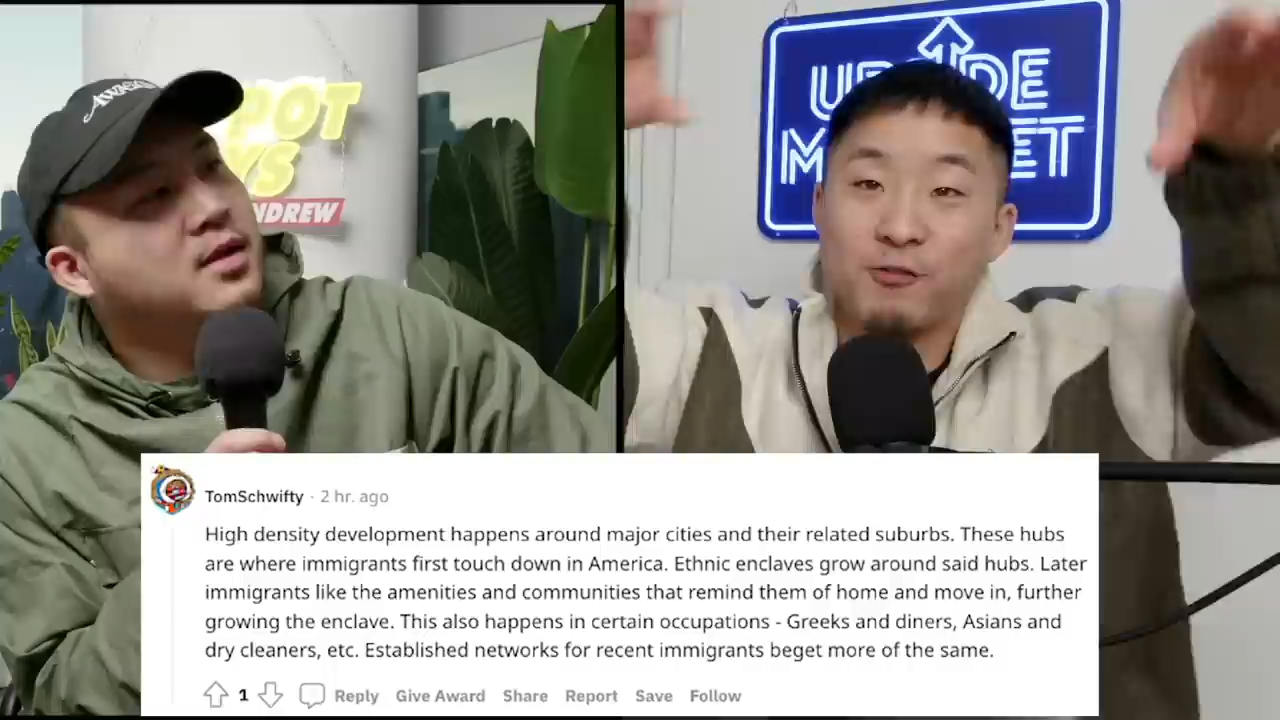 POT
NDREW
TomSchwifty · 2 hr. ago
High density development happens around major cities and their related suburbs. These hubs
are where immigrants first touch down in America. Ethnic enclaves grow around said hubs. Later
immigrants like the amenities and communities that remind them of home and move in, further
growing the enclave. This also happens in certain occupations - Greeks and diners, Asians and
dry cleaners, etc. Established networks for recent immigrants beget more of the same.
1 Reply Give Award Share Report Save Follow